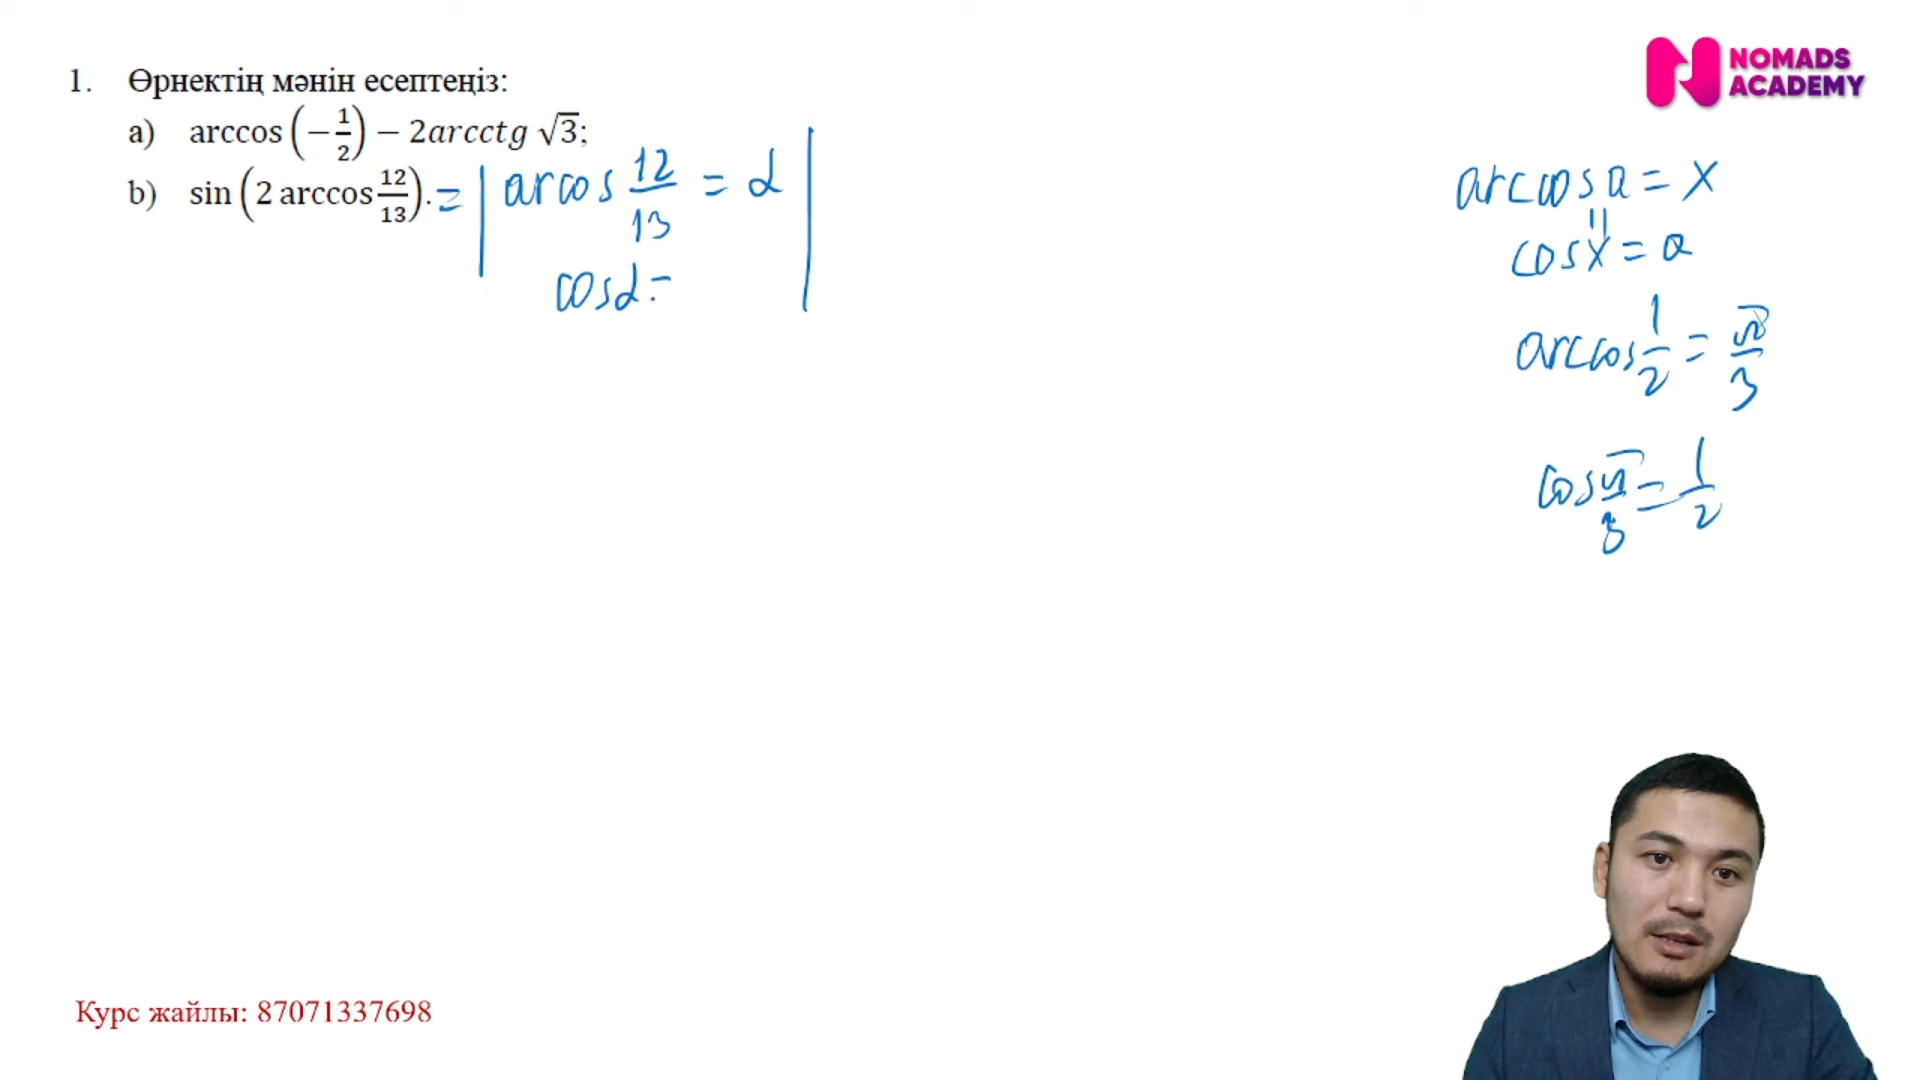 NOMADS
ACADEMY
1. Өрнектің мәнін есептеңіз:
a) arccos (−1/2) − 2arcctg √3;
b) sin (2 arccos 12/13). = | arcos 12/13 = α |
cosα =
arccos a = x
cos x = a
arccos 1/2 = π/3
cos π/3 = 1/2
Курс жайлы: 87071337698